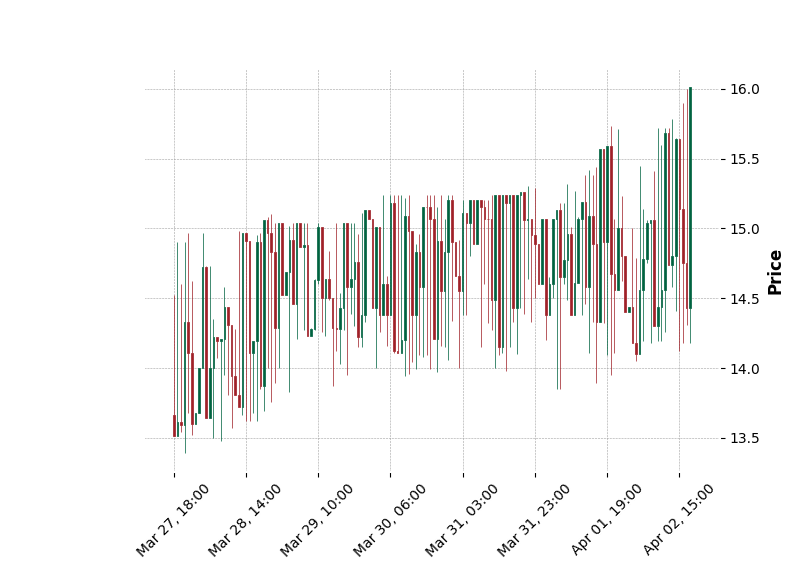 16.0
15.5
15.0
14.5
14.0
13.5
Price
Mar 27, 18:00
Mar 28, 14:00
Mar 29, 10:00
Mar 30, 06:00
Mar 31, 03:00
Mar 31, 23:00
Apr 01, 19:00
Apr 02, 15:00